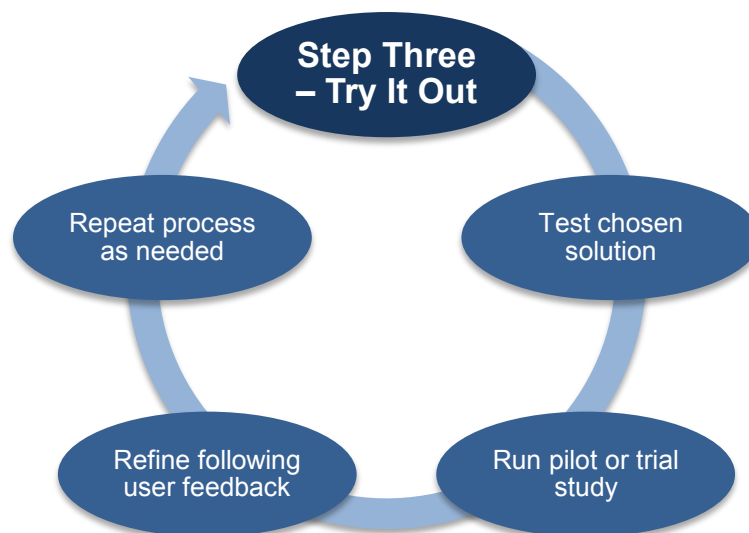 Step Three
– Try It Out
Test chosen
solution
Run pilot or trial
study
Refine following
user feedback
Repeat process
as needed